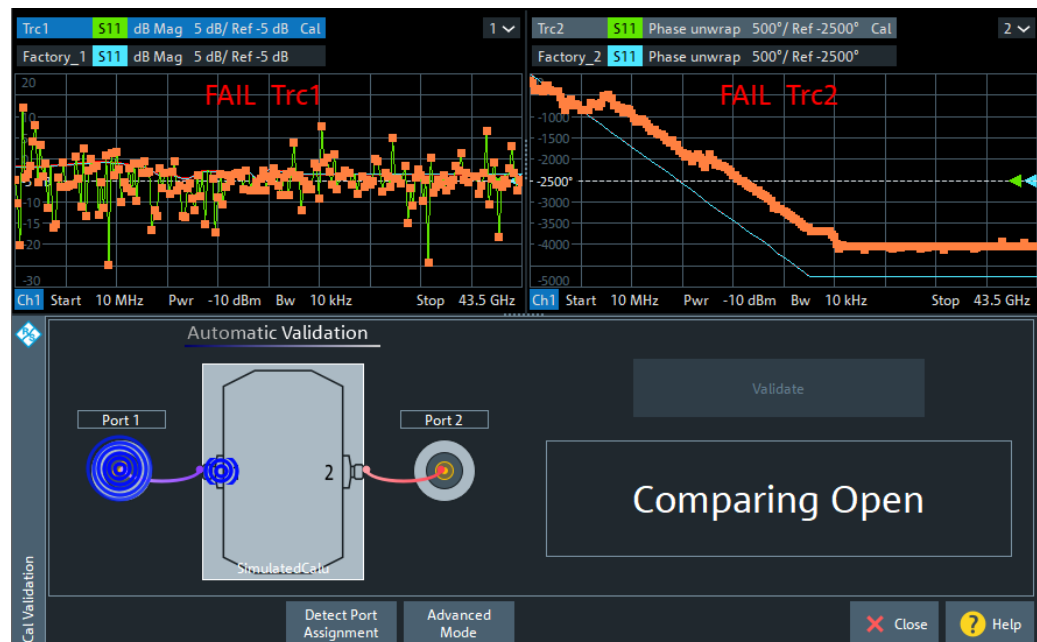 Trc1 S11 dB Mag 5 dB/ Ref -5 dB Cal 1
Factory_1 S11 dB Mag 5 dB/ Ref -5 dB
FAIL Trc1
20
-5
-10
-15
-20
-30
Ch1 Start 10 MHz Pwr -10 dBm Bw 10 kHz Stop 43.5 GHz
Trc2 S11 Phase unwrap 500°/ Ref -2500° Cal 2
Factory_2 S11 Phase unwrap 500°/ Ref -2500°
FAIL Trc2
-1000
-1500
-2000
-2500°
-3000
-3500
-4000
-5000
Ch1 Start 10 MHz Pwr -10 dBm Bw 10 kHz Stop 43.5 GHz
Cal Validation
Automatic Validation
Port 1
Port 2
2
SimulatedCalu
Validate
Comparing Open
Detect Port
Assignment
Advanced
Mode
Close
? Help